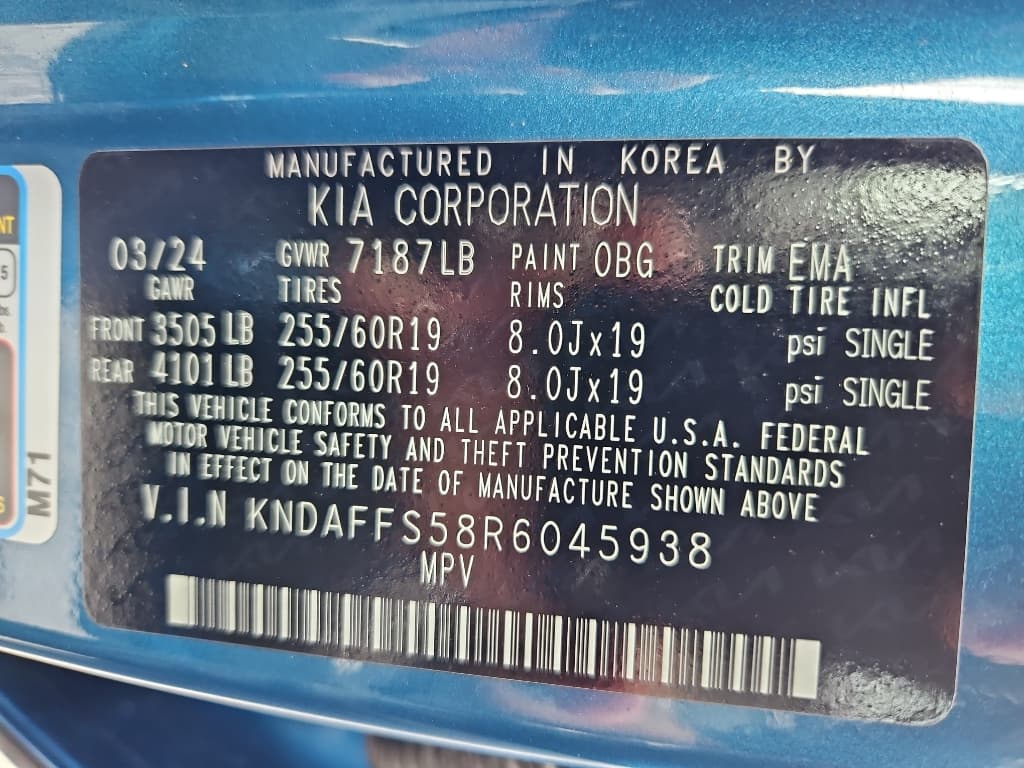 MANUFACTURED IN KOREA BY
KIA CORPORATION
03/24 GVWR 7187LB PAINT 0BG TRIM EMA
GAWR TIRES RIMS COLD TIRE INFL
FRONT 3505 LB 255/60R19 8.0Jx19 psi SINGLE
REAR 4101 LB 255/60R19 8.0Jx19 psi SINGLE
THIS VEHICLE CONFORMS TO ALL APPLICABLE U.S.A. FEDERAL
MOTOR VEHICLE SAFETY AND THEFT PREVENTION STANDARDS
IN EFFECT ON THE DATE OF MANUFACTURE SHOWN ABOVE
V.I.N KNDAFFS58R6045938
MPV
M71
NT
5